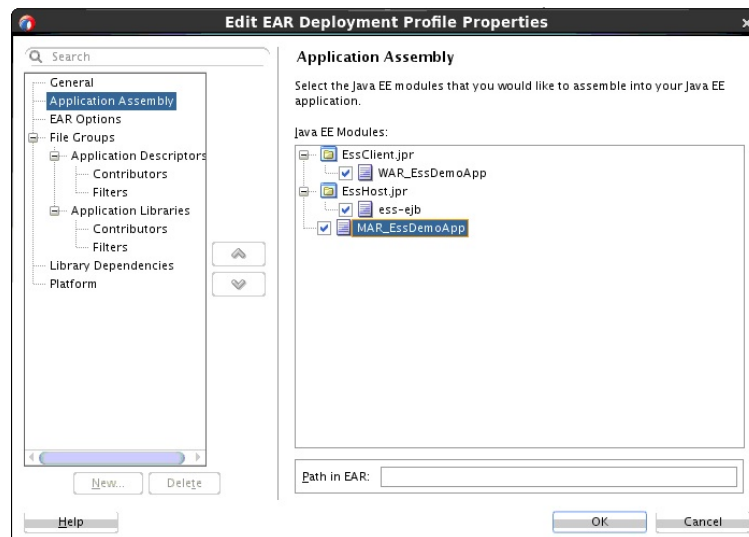 Edit EAR Deployment Profile Properties
Search
General
Application Assembly
EAR Options
File Groups
Application Descriptors
Contributors
Filters
Application Libraries
Contributors
Filters
Library Dependencies
Platform
New...
Delete
Application Assembly
Select the Java EE modules that you would like to assemble into your Java EE
application.
Java EE Modules:
EssClient.jpr
WAR_EssDemoApp
EssHost.jpr
ess-ejb
MAR_EssDemoApp
Path in EAR:
Help
OK
Cancel